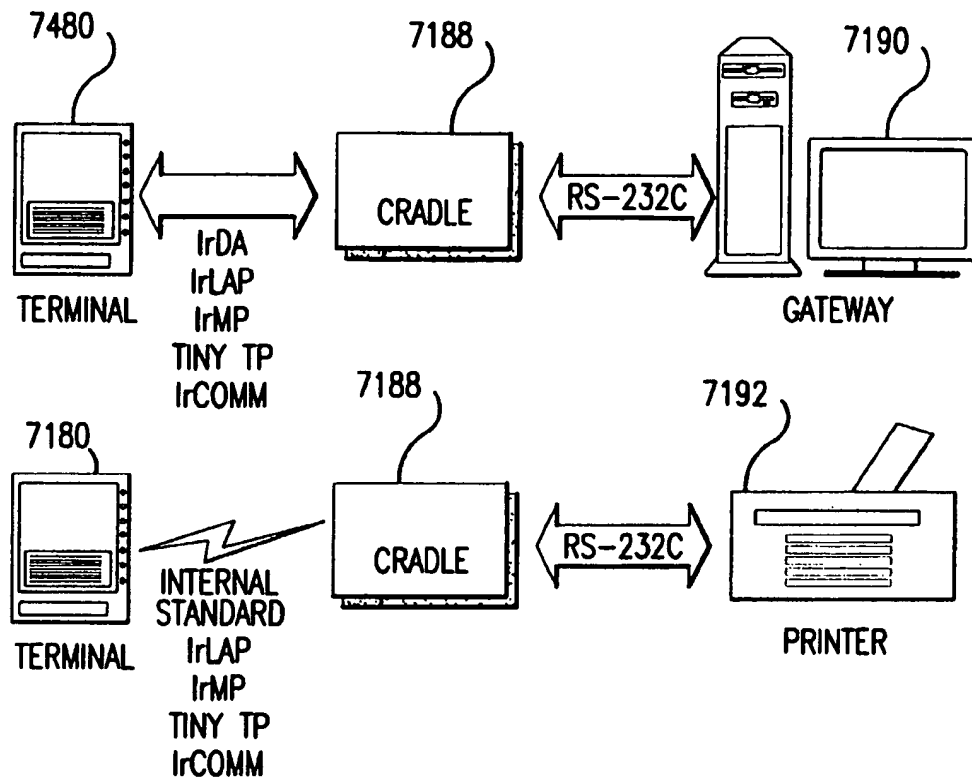 7480
7188
7190
CRADLE
RS-232C
IrDA
IrLAP
IrMP
TINY TP
IrCOMM
TERMINAL
GATEWAY
7180
7188
7192
CRADLE
RS-232C
INTERNAL
STANDARD
IrLAP
IrMP
TINY TP
IrCOMM
TERMINAL
PRINTER